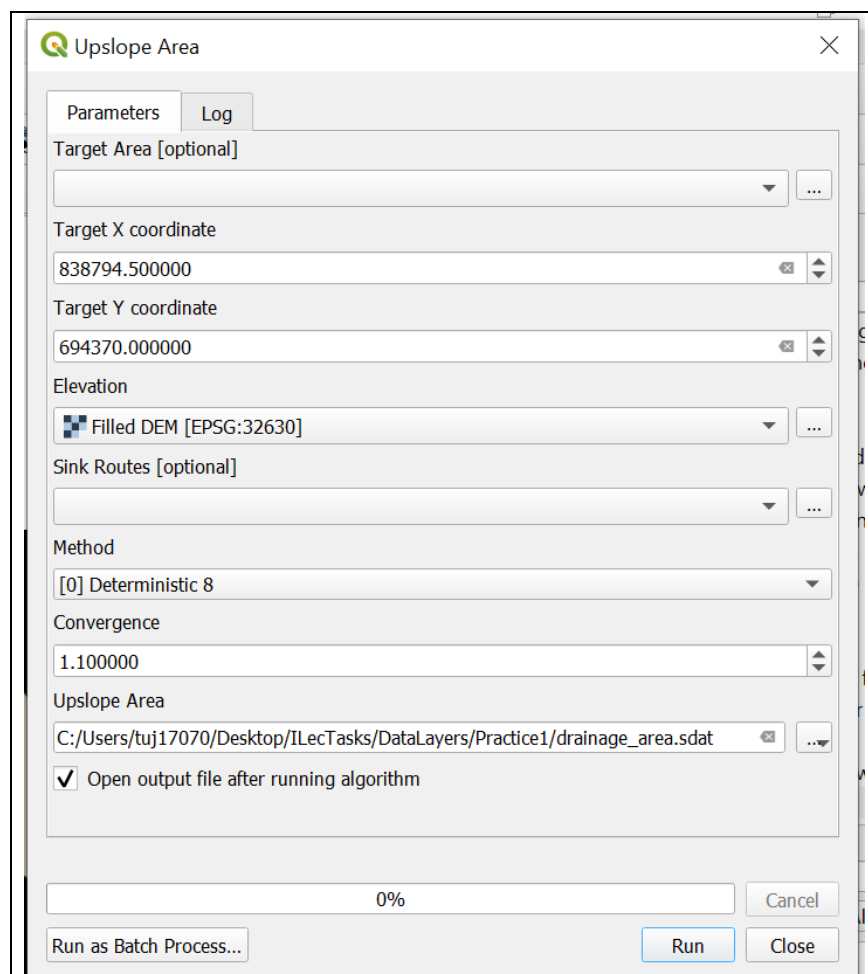 Upslope Area
Parameters
Log
Target Area [optional]
...
Target X coordinate
838794.500000
Target Y coordinate
694370.000000
Elevation
Filled DEM [EPSG:32630]
...
Sink Routes [optional]
...
Method
[0] Deterministic 8
Convergence
1.100000
Upslope Area
C:/Users/tuj17070/Desktop/ILecTasks/DataLayers/Practice1/drainage_area.sdat
...
Open output file after running algorithm
0%
Cancel
Run as Batch Process...
Run
Close